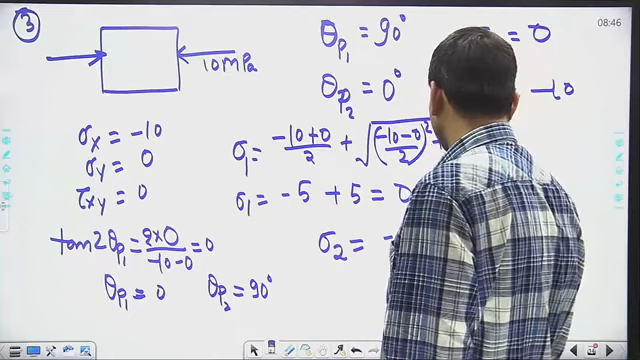 3
08:46
θp₁ = 90°
= 0
10 MPa
θp₂ = 0°
-10
σx = -10
σy = 0
τxy = 0
σ₁ = (-10+0)/2 + √((-10-0)/2)²
σ₁ = -5 + 5 = 0
tan2θp₁ = (2×0)/(-10-0) = 0
σ₂ = -
θp₁ = 0 θp₂ = 90°